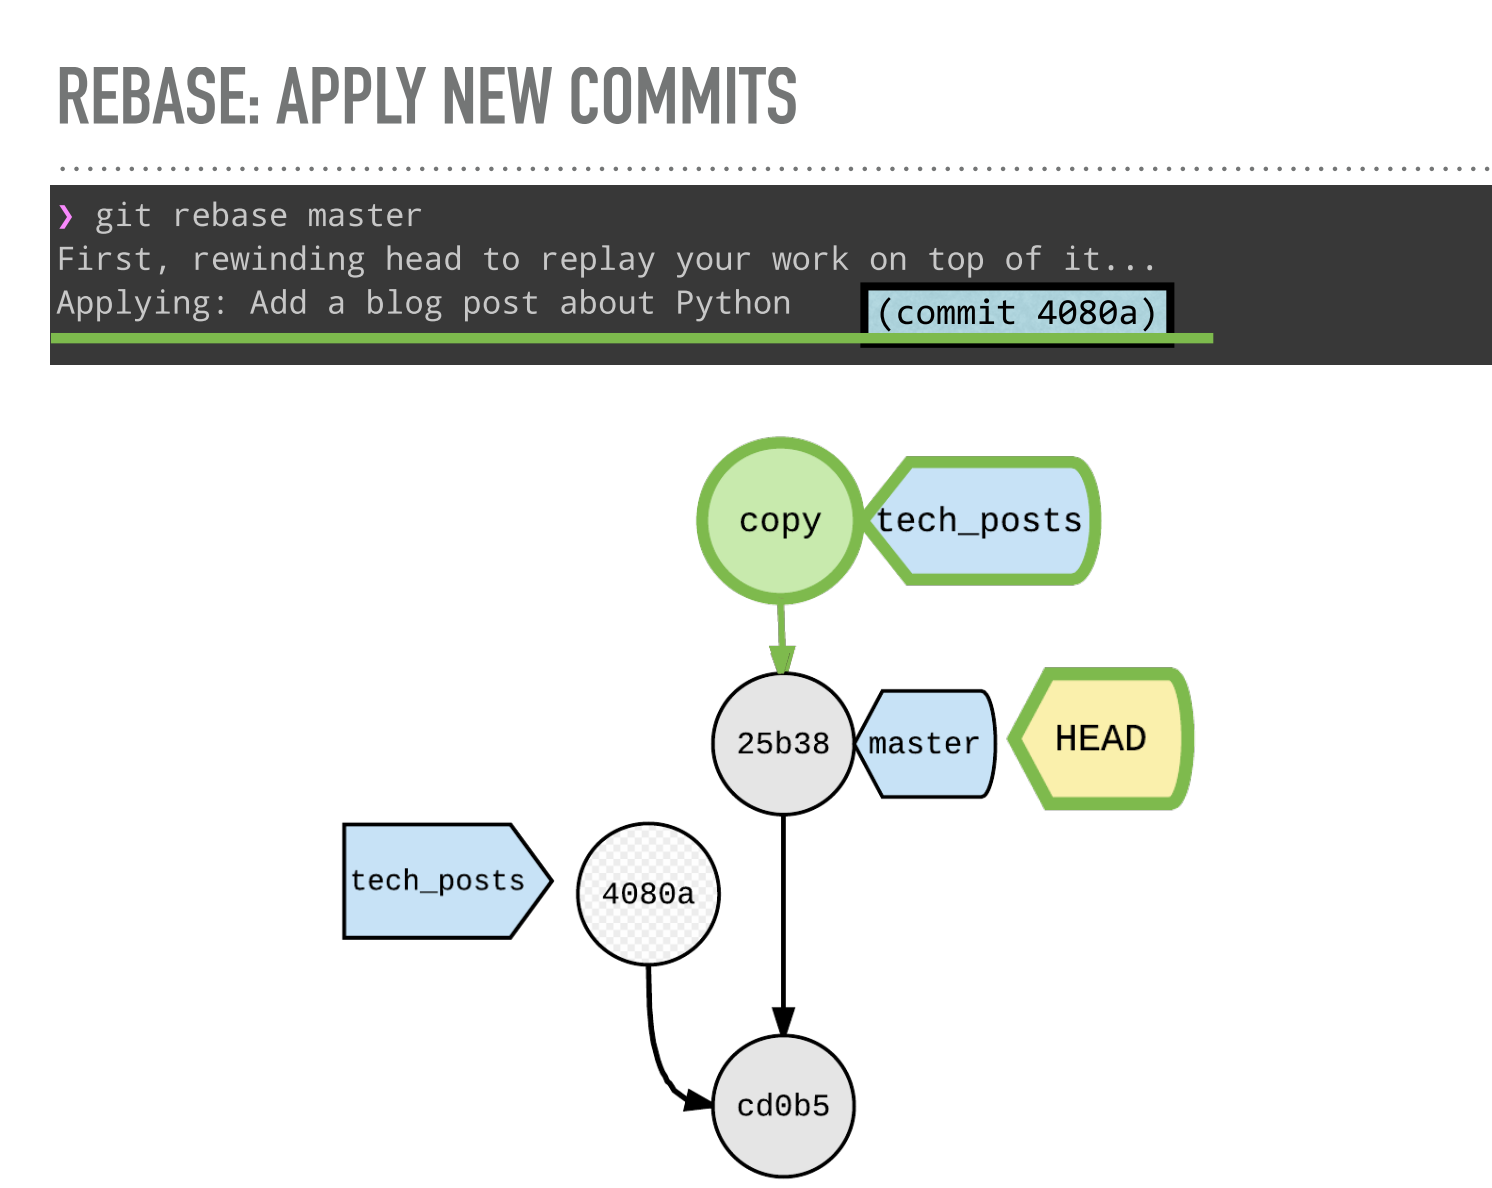 REBASE: APPLY NEW COMMITS
❯ git rebase master
First, rewinding head to replay your work on top of it...
Applying: Add a blog post about Python
(commit 4080a)
copy
tech_posts
25b38
master
HEAD
tech_posts
4080a
cd0b5